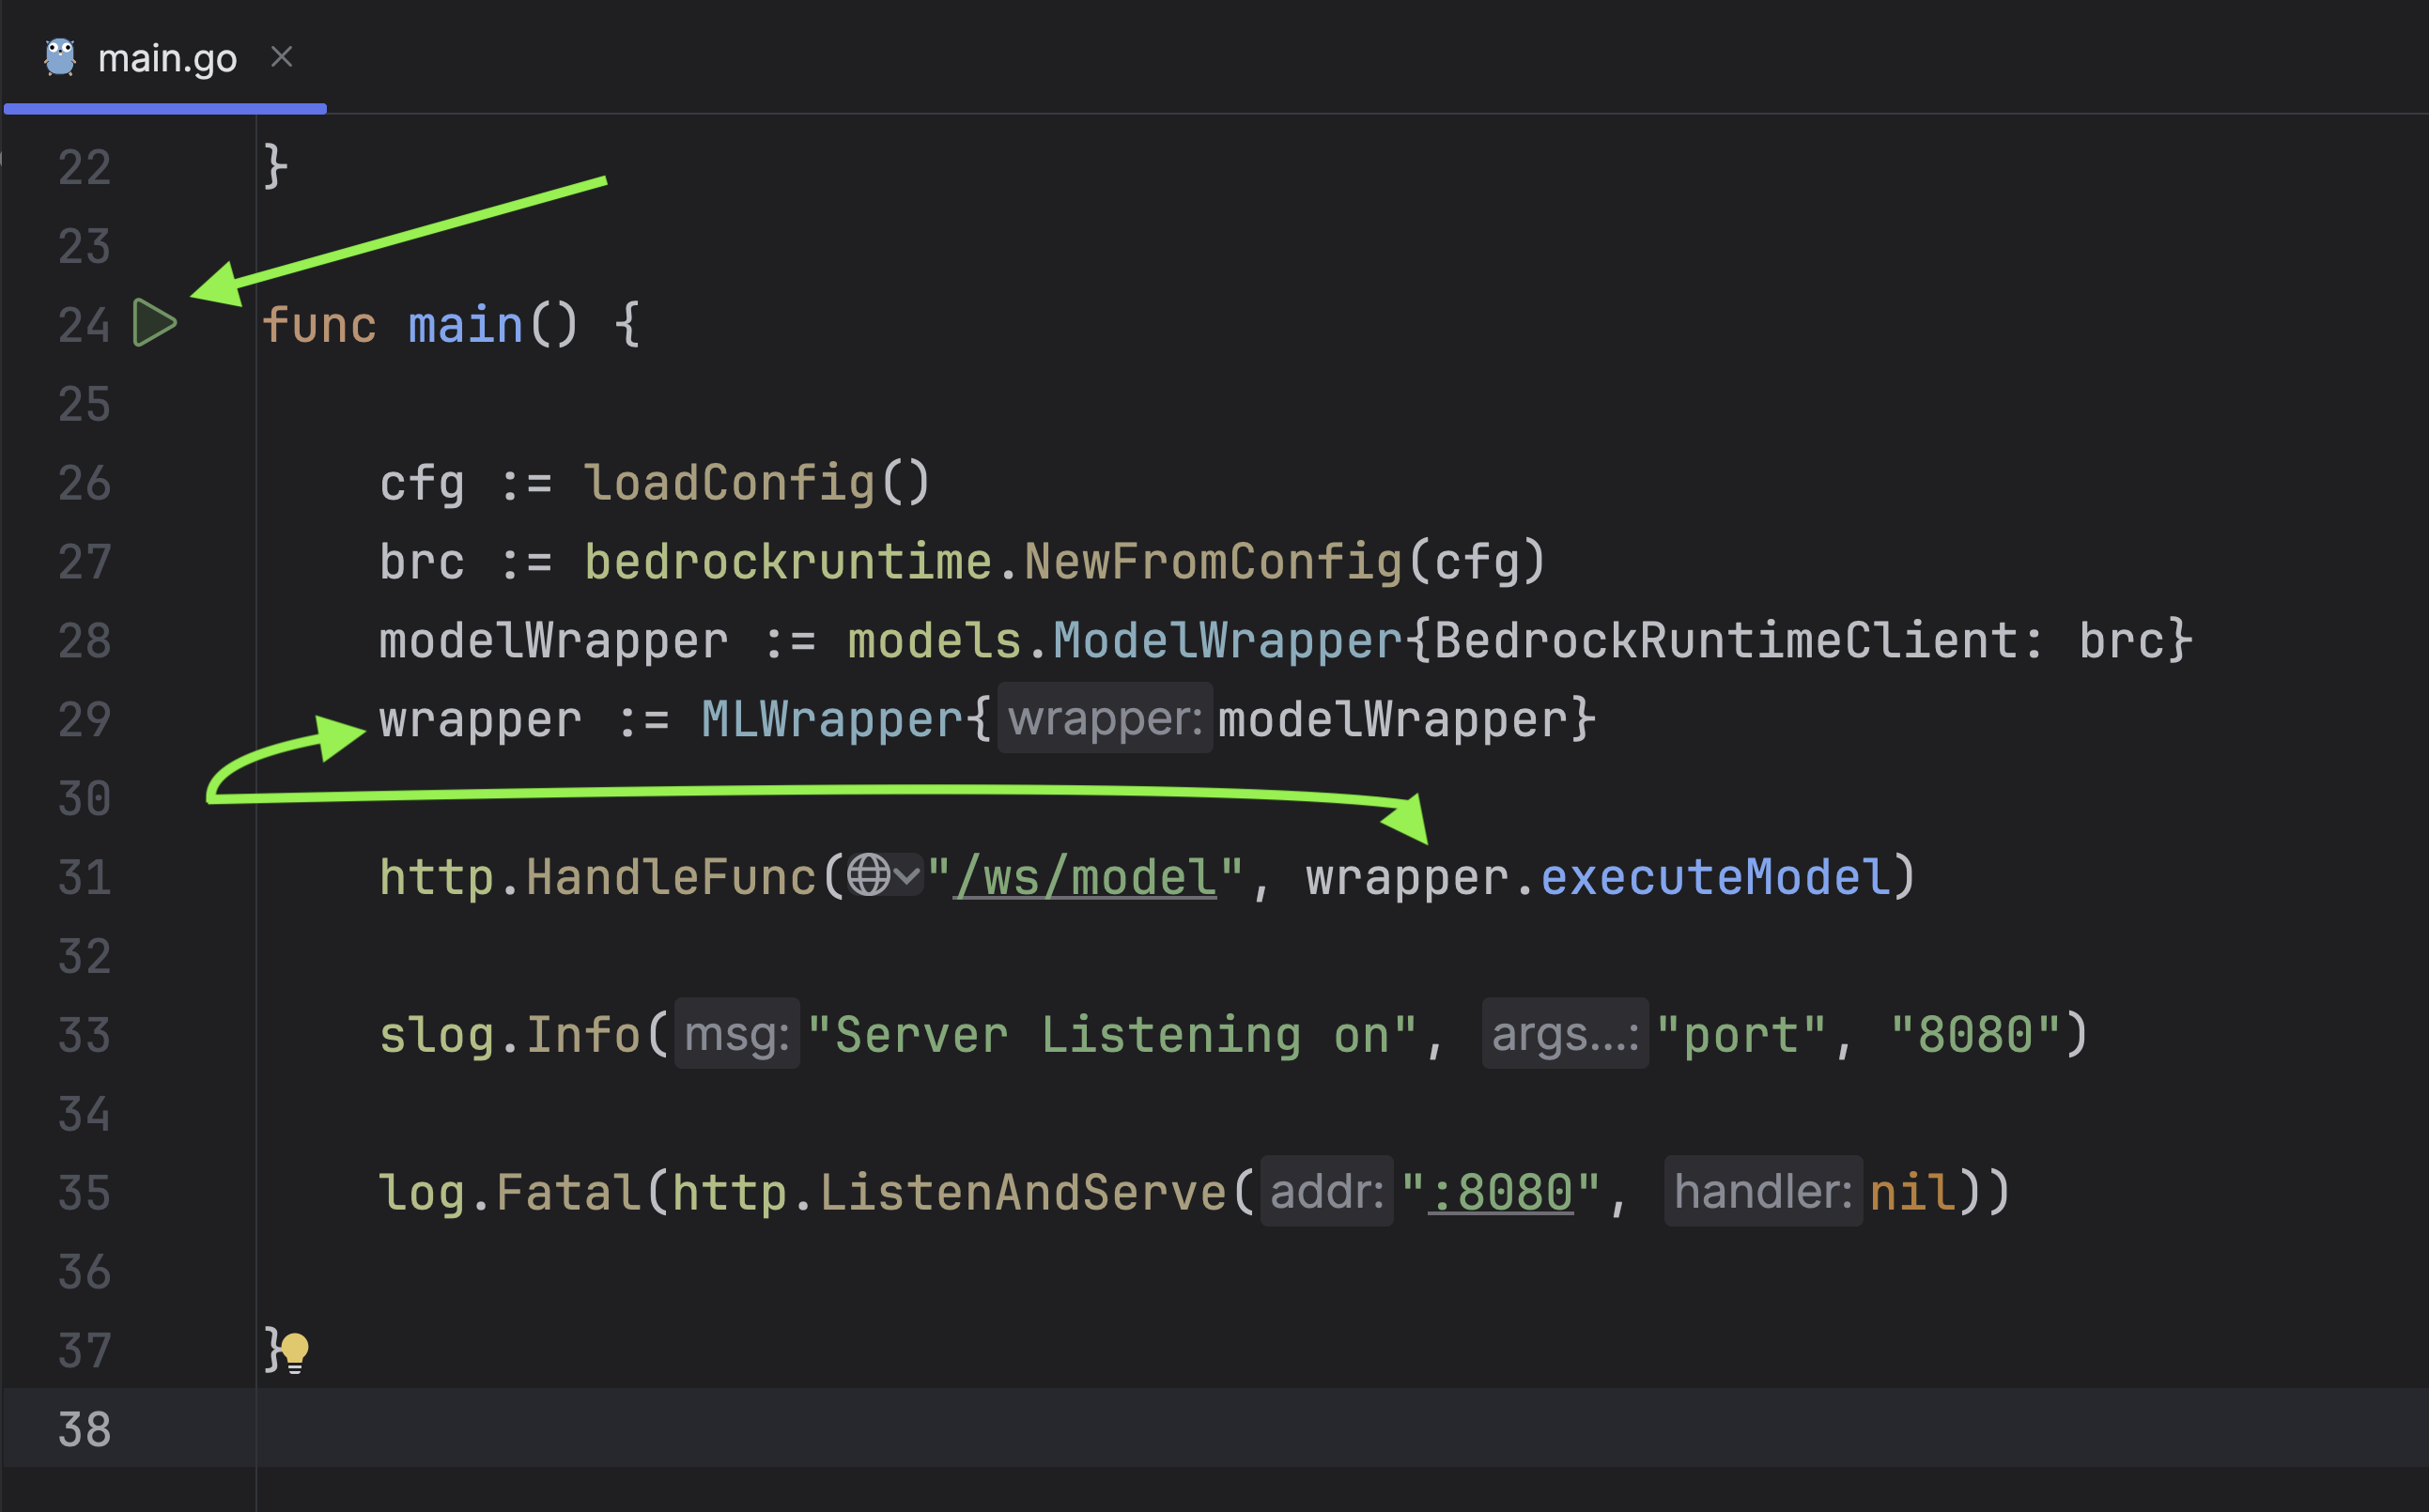 main.go
22 }
23
24 func main() {
25
26 cfg := loadConfig()
27 brc := bedrockruntime.NewFromConfig(cfg)
28 modelWrapper := models.ModelWrapper{BedrockRuntimeClient: brc}
29 wrapper := MLWrapper{wrapper: modelWrapper}
30
31 http.HandleFunc("/ws/model", wrapper.executeModel)
32
33 slog.Info(msg: "Server Listening on", args...: "port", "8080")
34
35 log.Fatal(http.ListenAndServe(addr: ":8080", handler: nil))
36
37 }
38